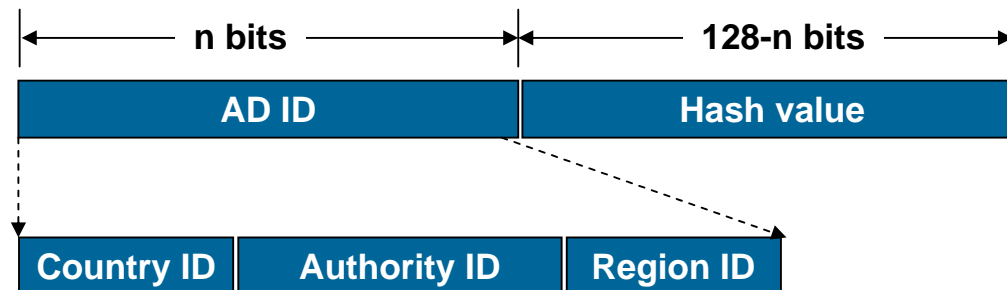 n bits 128-n bits
AD ID Hash value
Country ID Authority ID Region ID